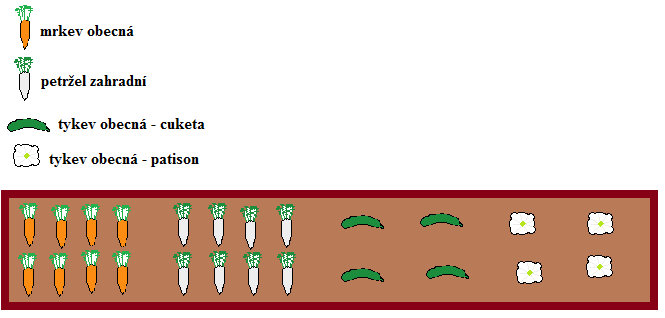 mrkev obecná
petržel zahradní
tykev obecná - cuketa
tykev obecná - patison